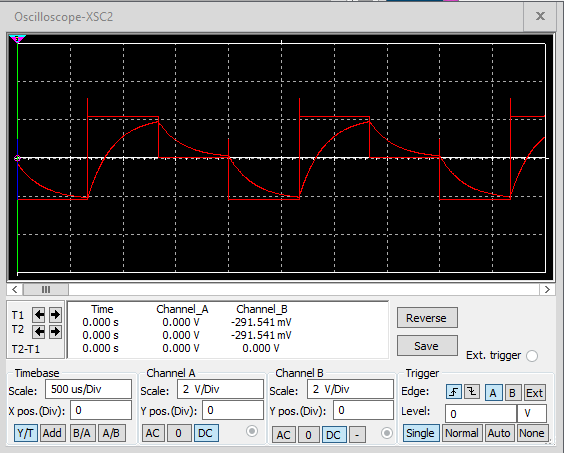 Oscilloscope-XSC2
x
T1
T2
T2-T1
Time Channel_A Channel_B
0.000 s 0.000 V -291.541 mV
0.000 s 0.000 V -291.541 mV
0.000 s 0.000 V 0.000 V
Reverse
Save
Ext. trigger
Timebase
Scale: 500 us/Div
X pos.(Div): 0
Y/T Add B/A A/B
Channel A
Scale: 2 V/Div
Y pos.(Div): 0
AC 0 DC
Channel B
Scale: 2 V/Div
Y pos.(Div): 0
AC 0 DC -
Trigger
Edge: A B Ext
Level: 0 V
Single Normal Auto None